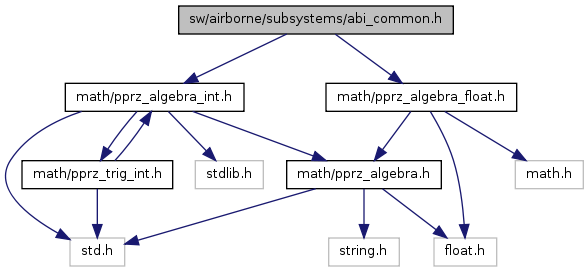 sw/airborne/subsystems/abi_common.h
math/pprz_algebra_int.h
math/pprz_algebra_float.h
math/pprz_trig_int.h
stdlib.h
math/pprz_algebra.h
math.h
std.h
string.h
float.h